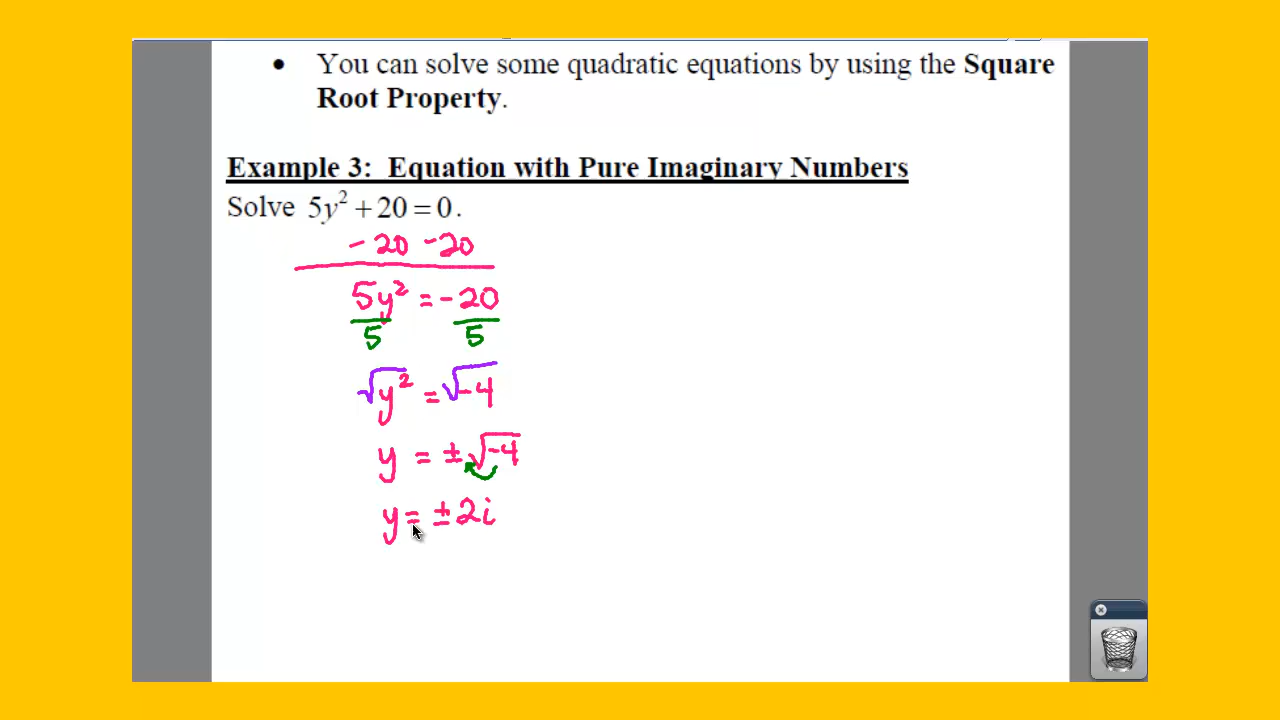 • You can solve some quadratic equations by using the Square
Root Property.
Example 3: Equation with Pure Imaginary Numbers
Solve 5y² + 20 = 0.
- 20 - 20
5y² = - 20
5 5
√y² = √-4
y = ± √-4
y = ± 2i